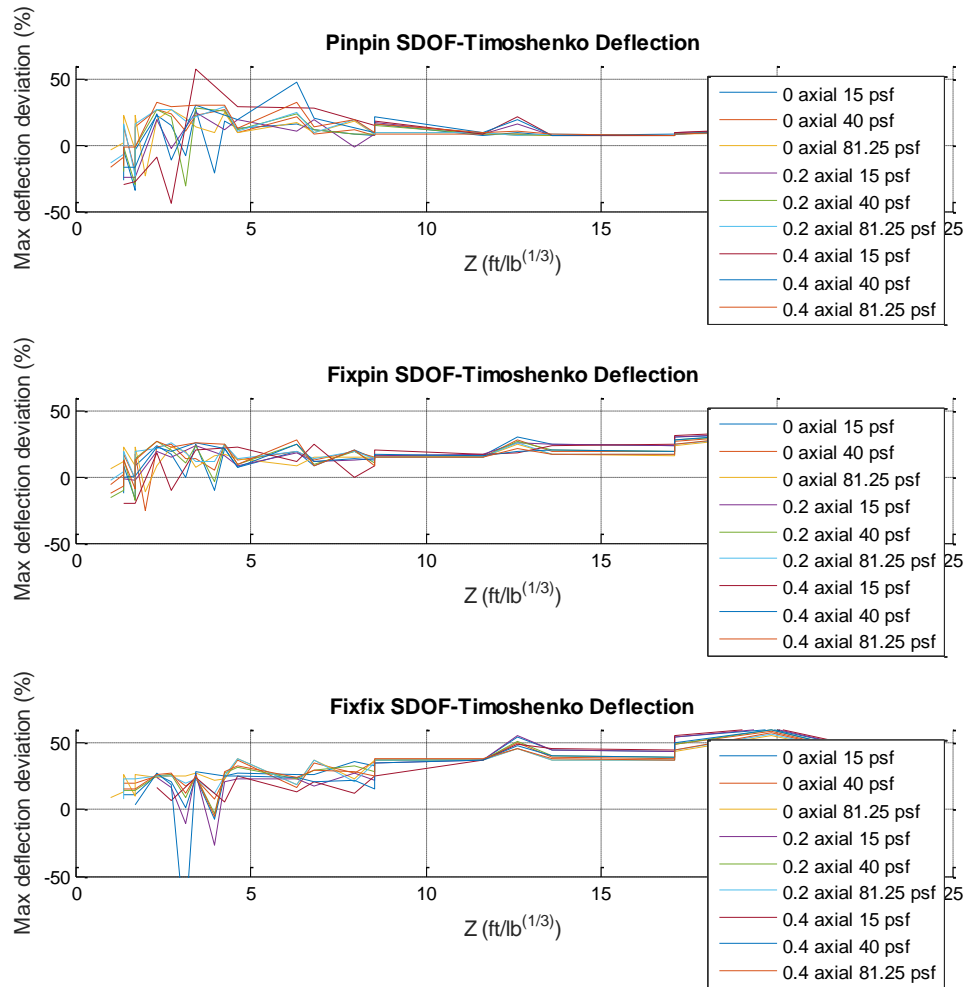 Pinpin SDOF-Timoshenko Deflection
Max deflection deviation (%)
50
0
-50
0 5 10 15 25
Z (ft/lb^(1/3))
0 axial 15 psf
0 axial 40 psf
0 axial 81.25 psf
0.2 axial 15 psf
0.2 axial 40 psf
0.2 axial 81.25 psf
0.4 axial 15 psf
0.4 axial 40 psf
0.4 axial 81.25 psf
Fixpin SDOF-Timoshenko Deflection
Max deflection deviation (%)
50
0
-50
0 5 10 15 25
Z (ft/lb^(1/3))
0 axial 15 psf
0 axial 40 psf
0 axial 81.25 psf
0.2 axial 15 psf
0.2 axial 40 psf
0.2 axial 81.25 psf
0.4 axial 15 psf
0.4 axial 40 psf
0.4 axial 81.25 psf
Fixfix SDOF-Timoshenko Deflection
Max deflection deviation (%)
50
0
-50
0 5 10 15 25
Z (ft/lb^(1/3))
0 axial 15 psf
0 axial 40 psf
0 axial 81.25 psf
0.2 axial 15 psf
0.2 axial 40 psf
0.2 axial 81.25 psf
0.4 axial 15 psf
0.4 axial 40 psf
0.4 axial 81.25 psf